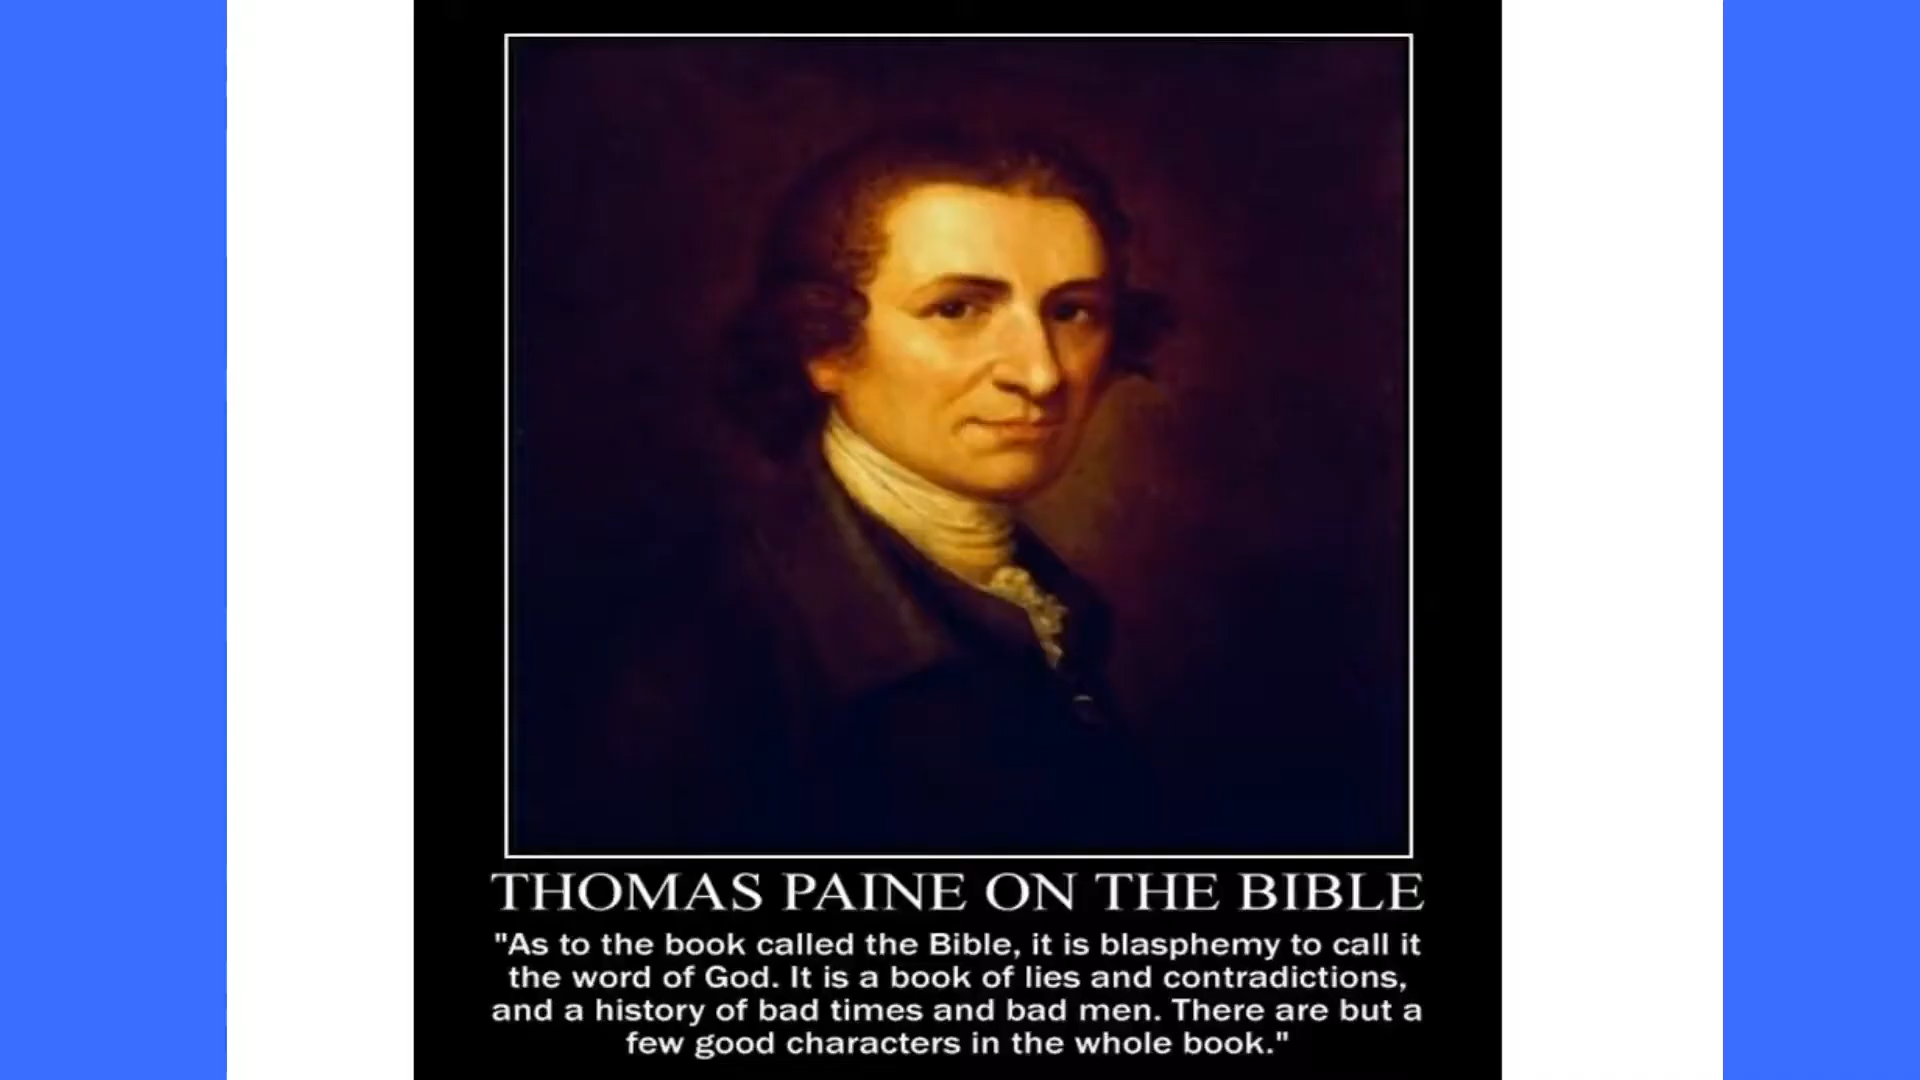 THOMAS PAINE ON THE BIBLE
"As to the book called the Bible, it is blasphemy to call it
the word of God. It is a book of lies and contradictions,
and a history of bad times and bad men. There are but a
few good characters in the whole book."